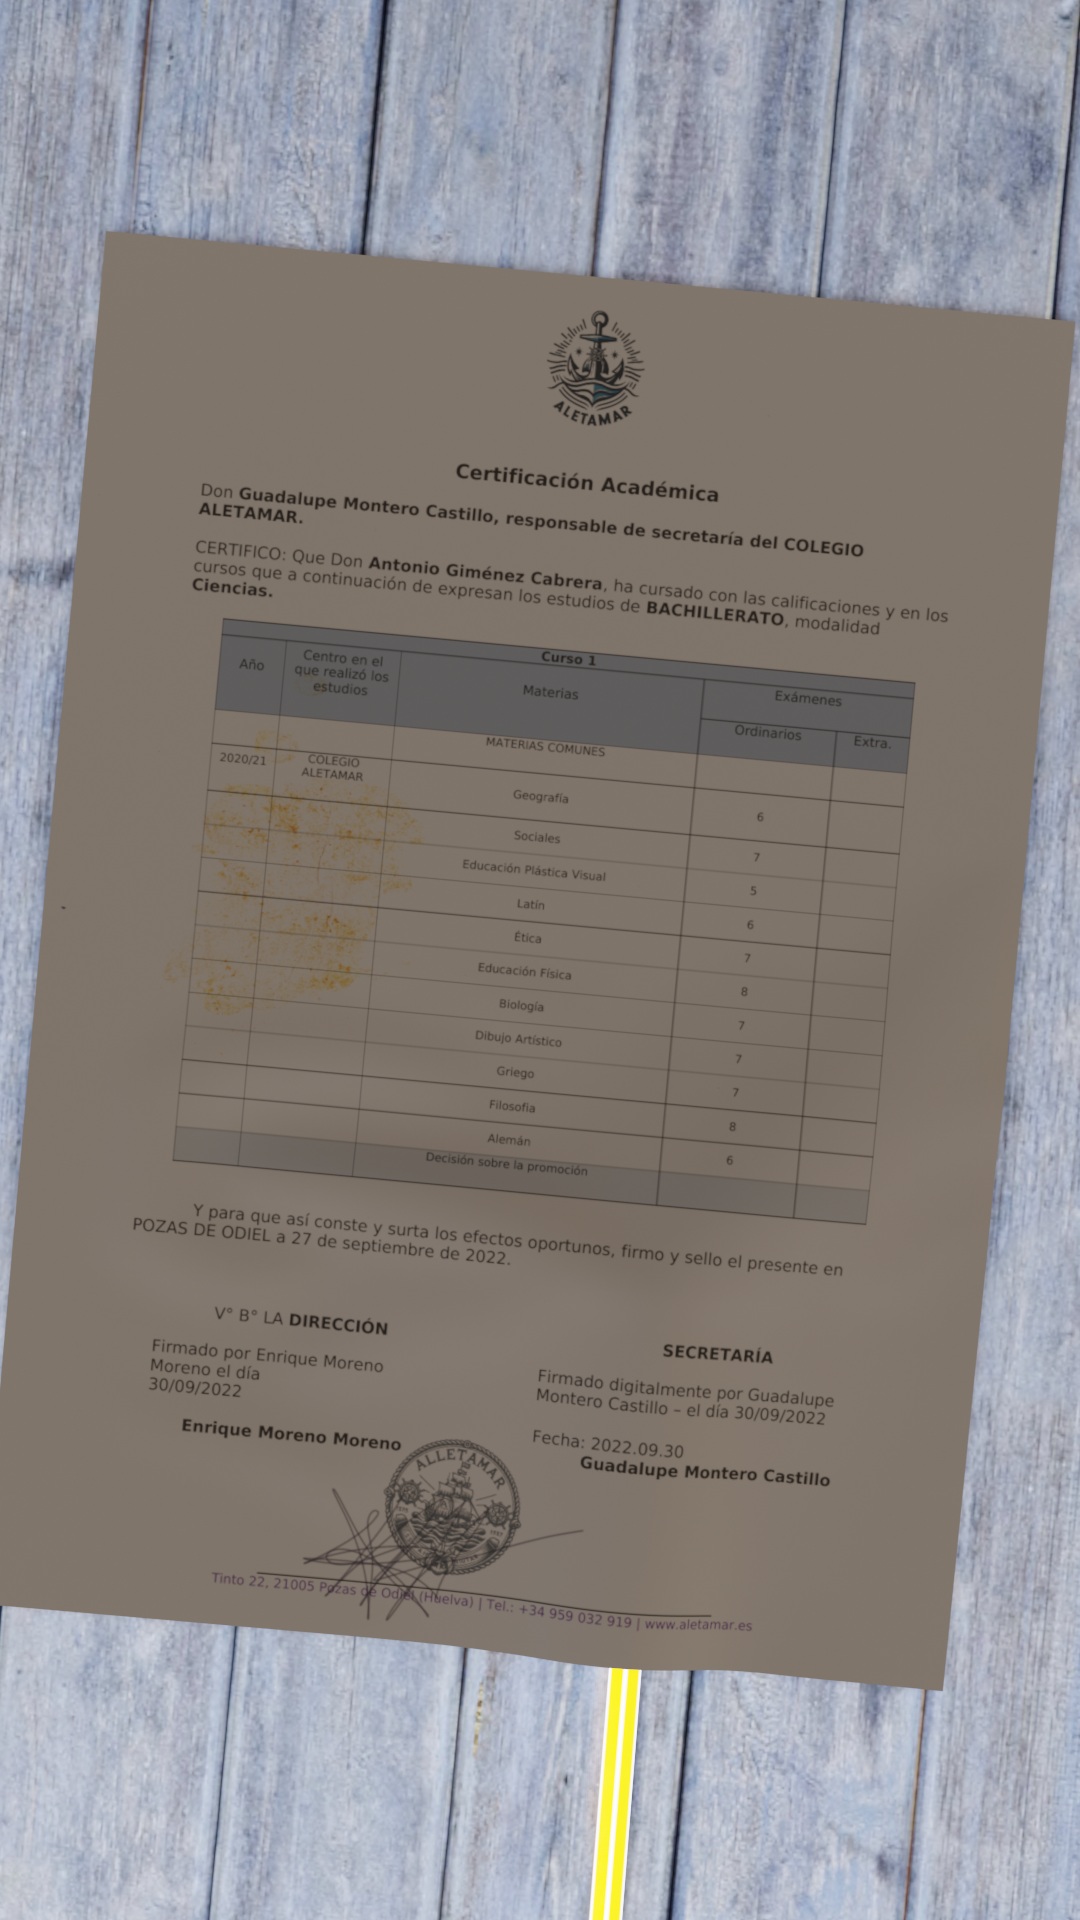 ALETAMAR
Certificación Académica
Don Guadalupe Montero Castillo, responsable de secretaría del COLEGIO
ALETAMAR.
CERTIFICO: Que Don Antonio Giménez Cabrera, ha cursado con las calificaciones y en los
cursos que a continuación de expresan los estudios de BACHILLERATO, modalidad
Ciencias.
Curso 1
Año
Centro en el
que realizó los
estudios
Materias
Exámenes
Ordinarios
Extra.
MATERIAS COMUNES
2020/21
COLEGIO
ALETAMAR
Geografía
6
Sociales
7
Educación Plástica Visual
5
Latín
6
Ética
7
Educación Física
8
Biología
7
Dibujo Artístico
7
Griego
7
Filosofia
8
Alemán
6
Decisión sobre la promoción
Y para que así conste y surta los efectos oportunos, firmo y sello el presente en
POZAS DE ODIEL a 27 de septiembre de 2022.
V° B° LA DIRECCIÓN
Firmado por Enrique Moreno
Moreno el día
30/09/2022
Enrique Moreno Moreno
SECRETARÍA
Firmado digitalmente por Guadalupe
Montero Castillo – el día 30/09/2022
Fecha: 2022.09.30
Guadalupe Montero Castillo
ALLETAMAR
Tinto 22, 21005 Pozas de Odiel (Huelva) | Tel.: +34 959 032 919 | www.aletamar.es